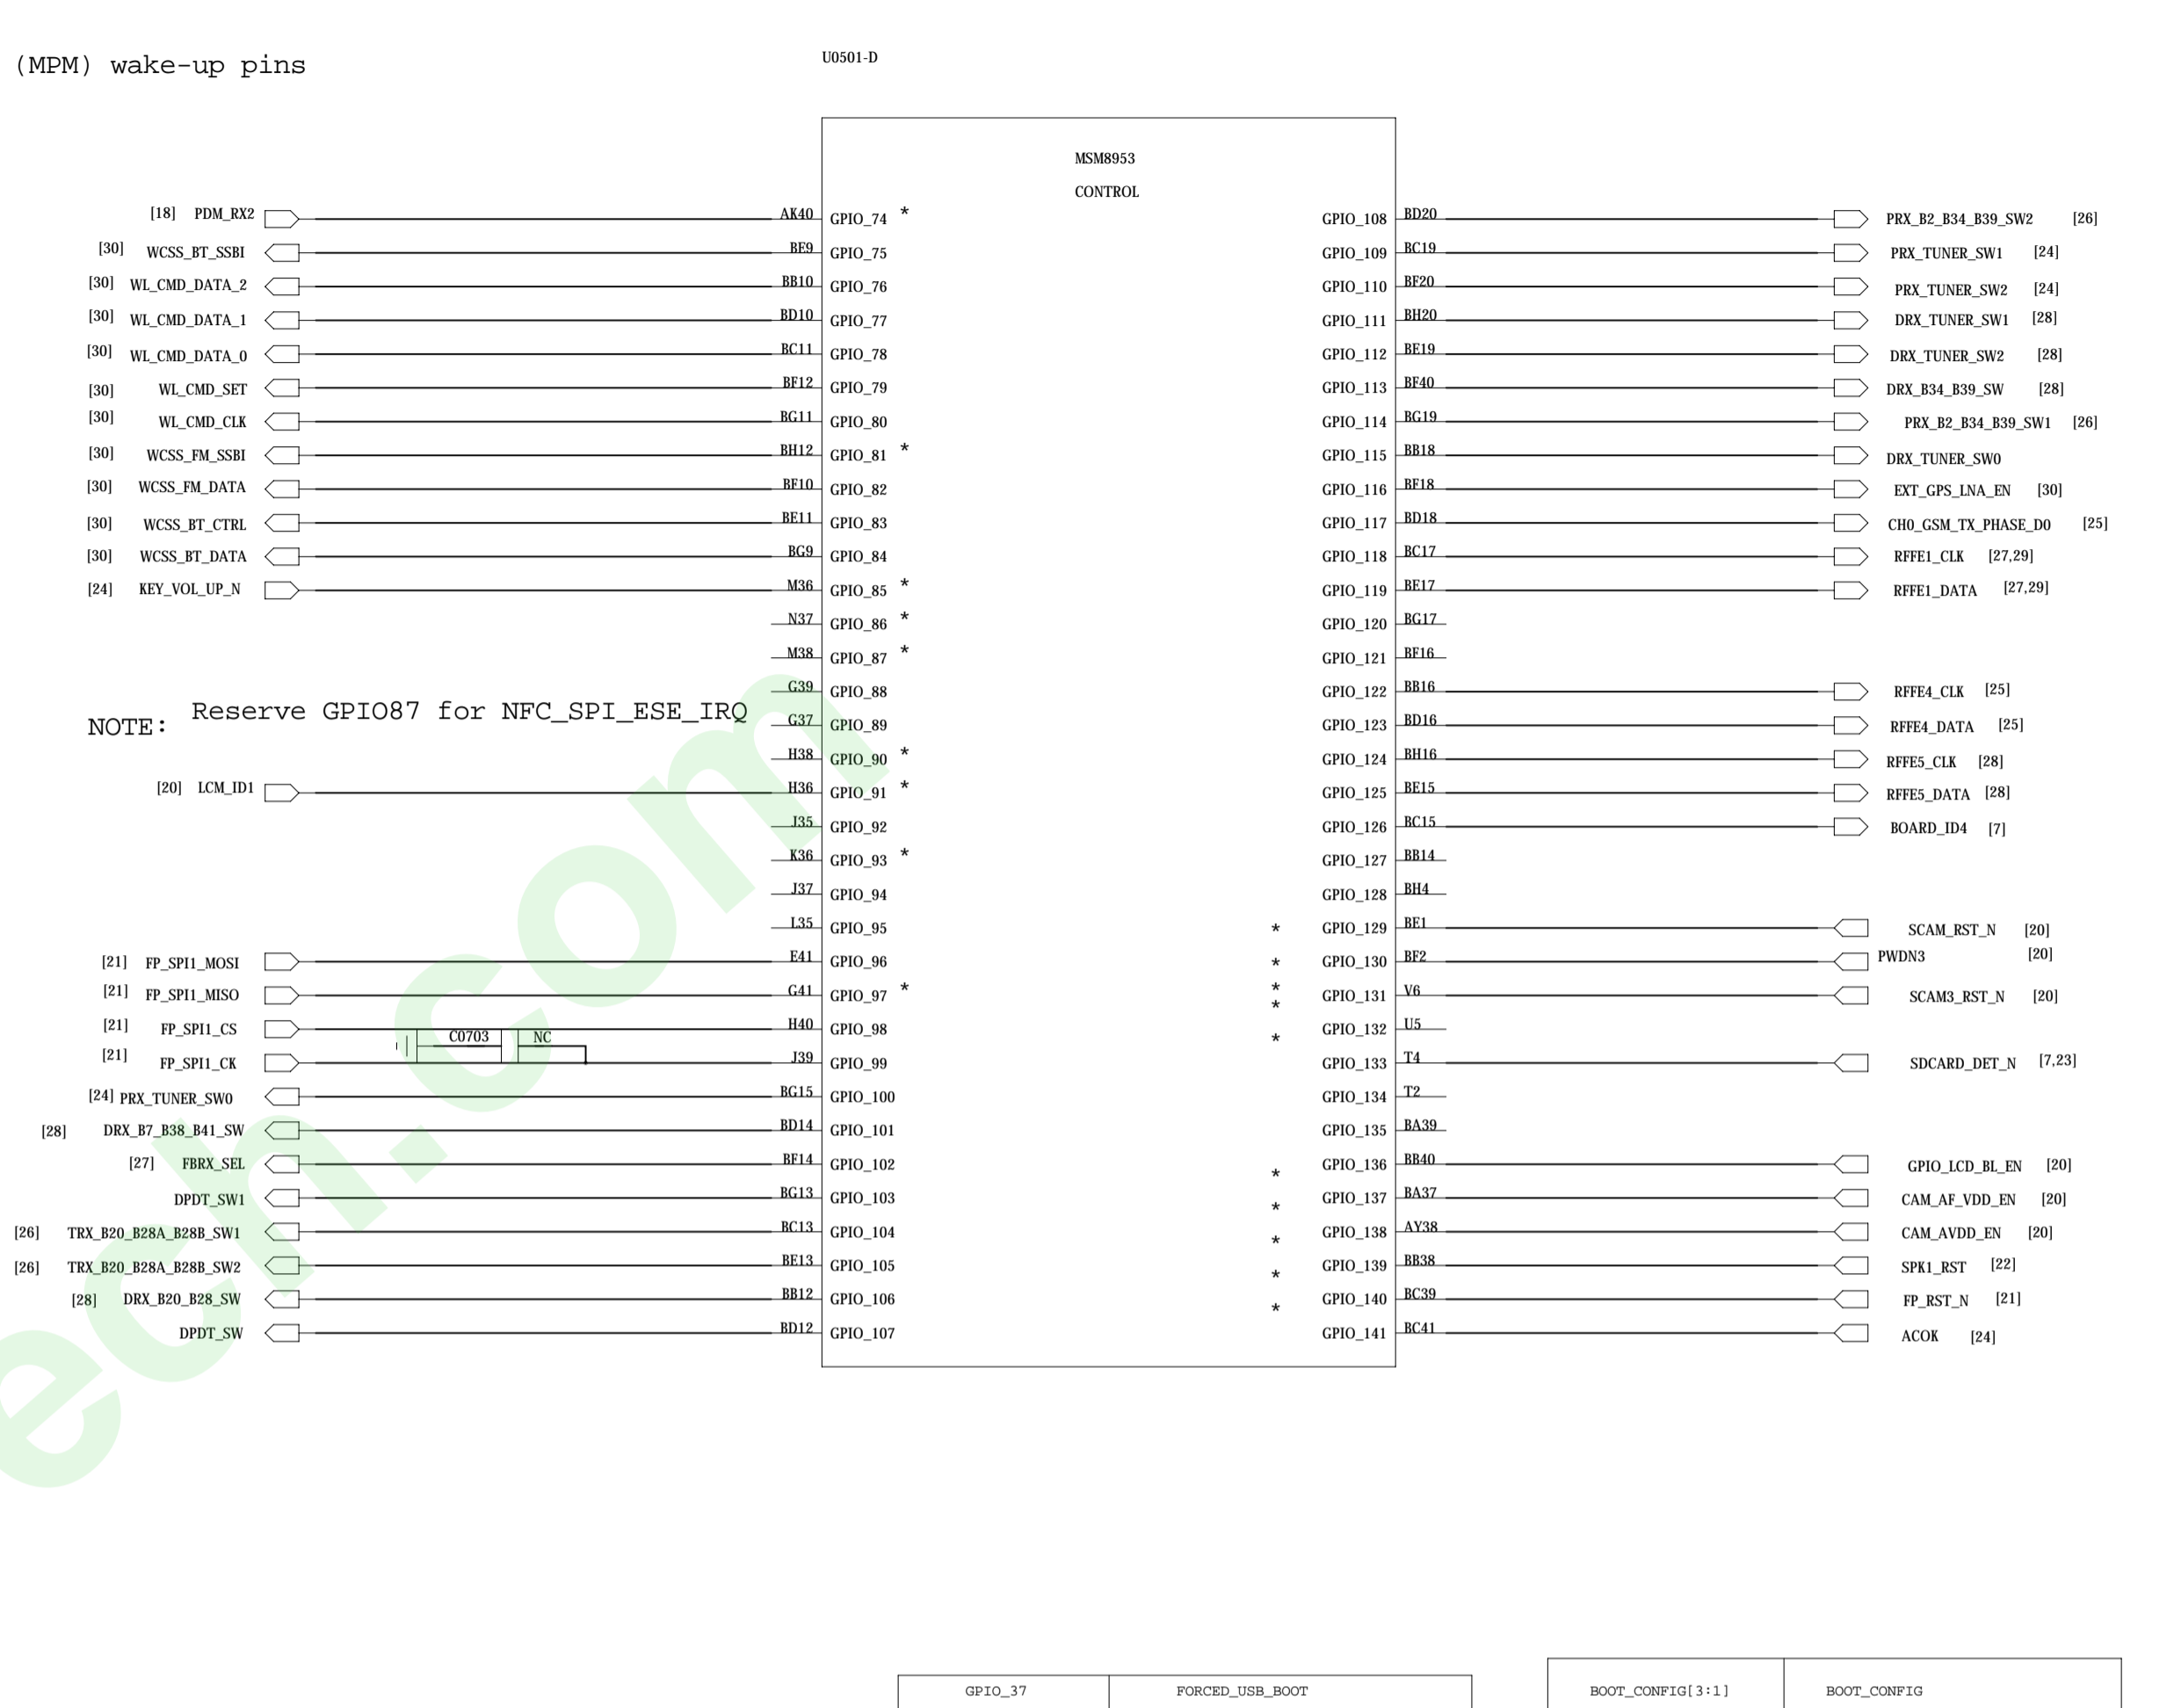 (MPM) wake-up pins
U0501-D
MSM8953
CONTROL
[18] PDM_RX2 AK40 GPIO_74 * GPIO_108 BD20 PRX_B2_B34_B39_SW2 [26]
[30] WCSS_BT_SSBI BF9 GPIO_75 GPIO_109 BC19 PRX_TUNER_SW1 [24]
[30] WL_CMD_DATA_2 BB10 GPIO_76 GPIO_110 BF20 PRX_TUNER_SW2 [24]
[30] WL_CMD_DATA_1 BD10 GPIO_77 GPIO_111 BH20 DRX_TUNER_SW1 [28]
[30] WL_CMD_DATA_0 BC11 GPIO_78 GPIO_112 BE19 DRX_TUNER_SW2 [28]
[30] WL_CMD_SET BF12 GPIO_79 GPIO_113 BF40 DRX_B34_B39_SW [28]
[30] WL_CMD_CLK BG11 GPIO_80 GPIO_114 BG19 PRX_B2_B34_B39_SW1 [26]
[30] WCSS_FM_SSBI BH12 GPIO_81 * GPIO_115 BB18 DRX_TUNER_SW0
[30] WCSS_FM_DATA BF10 GPIO_82 GPIO_116 BF18 EXT_GPS_LNA_EN [30]
[30] WCSS_BT_CTRL BE11 GPIO_83 GPIO_117 BD18 CH0_GSM_TX_PHASE_D0 [25]
[30] WCSS_BT_DATA BG9 GPIO_84 GPIO_118 BC17 RFFE1_CLK [27,29]
[24] KEY_VOL_UP_N M36 GPIO_85 * GPIO_119 BE17 RFFE1_DATA [27,29]
N37 GPIO_86 * GPIO_120 BG17
M38 GPIO_87 * GPIO_121 BF16
G39 GPIO_88 GPIO_122 BB16 RFFE4_CLK [25]
NOTE: Reserve GPIO87 for NFC_SPI_ESE_IRQ
G37 GPIO_89 GPIO_123 BD16 RFFE4_DATA [25]
H38 GPIO_90 * GPIO_124 BH16 RFFE5_CLK [28]
[20] LCM_ID1 H36 GPIO_91 * GPIO_125 BE15 RFFE5_DATA [28]
J35 GPIO_92 GPIO_126 BC15 BOARD_ID4 [7]
K36 GPIO_93 * GPIO_127 BB14
J37 GPIO_94 GPIO_128 BH4
L35 GPIO_95 * GPIO_129 BE1 SCAM_RST_N [20]
[21] FP_SPI1_MOSI E41 GPIO_96 * GPIO_130 BF2 PWDN3 [20]
[21] FP_SPI1_MISO G41 GPIO_97 * * GPIO_131 V6 SCAM3_RST_N [20]
[21] FP_SPI1_CS H40 GPIO_98 * GPIO_132 U5
C0703 NC *
[21] FP_SPI1_CK J39 GPIO_99 GPIO_133 T4 SDCARD_DET_N [7,23]
[24] PRX_TUNER_SW0 BG15 GPIO_100 GPIO_134 T2
[28] DRX_B7_B38_B41_SW BD14 GPIO_101 GPIO_135 BA39
[27] FBRX_SEL BF14 GPIO_102 * GPIO_136 BB40 GPIO_LCD_BL_EN [20]
DPDT_SW1 BG13 GPIO_103 * GPIO_137 BA37 CAM_AF_VDD_EN [20]
[26] TRX_B20_B28A_B28B_SW1 BC13 GPIO_104 * GPIO_138 AY38 CAM_AVDD_EN [20]
[26] TRX_B20_B28A_B28B_SW2 BE13 GPIO_105 * GPIO_139 BB38 SPK1_RST [22]
[28] DRX_B20_B28_SW BB12 GPIO_106 * GPIO_140 BC39 FP_RST_N [21]
DPDT_SW BD12 GPIO_107 GPIO_141 BC41 ACOK [24]
ech.com
GPIO_37 FORCED_USB_BOOT BOOT_CONFIG[3:1] BOOT_CONFIG